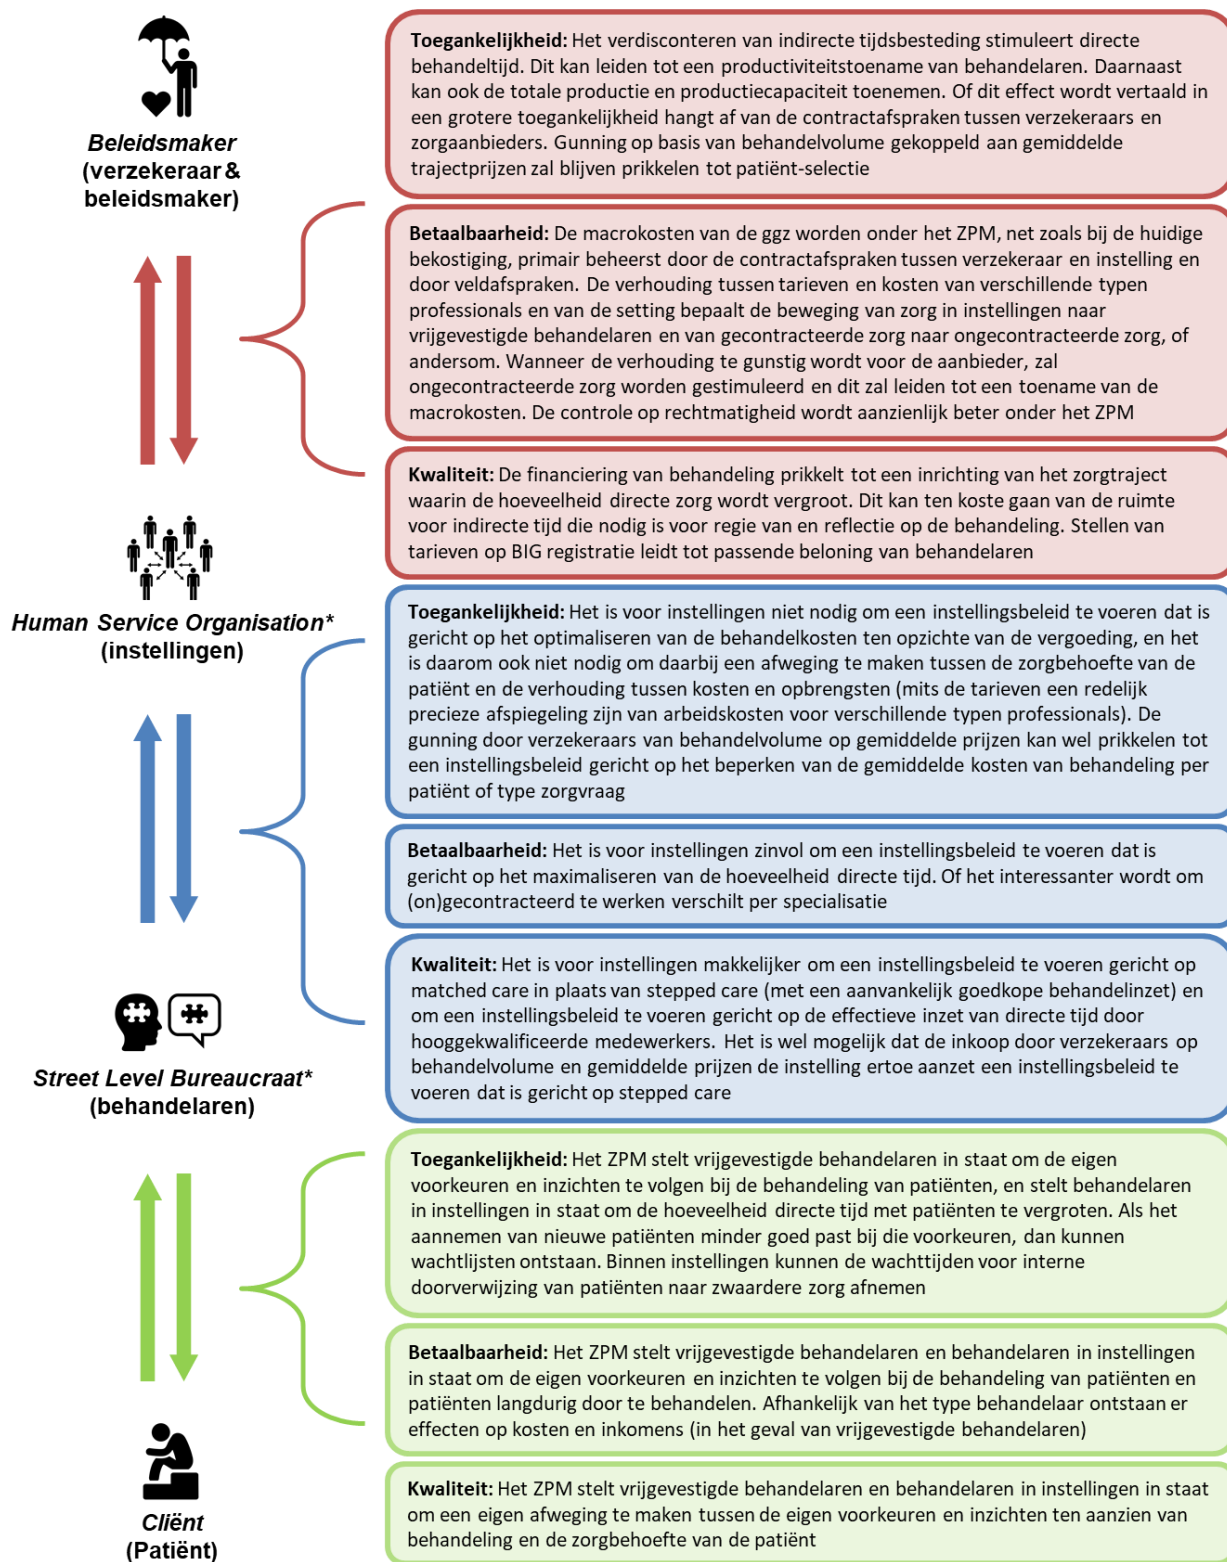 Beleidsmaker
(verzekeraar &
beleidsmaker)
Toegankelijkheid: Het verdisconteren van indirecte tijdsbesteding stimuleert directe
behandeltijd. Dit kan leiden tot een productiviteitstoename van behandelaren. Daarnaast
kan ook de totale productie en productiecapaciteit toenemen. Of dit effect wordt vertaald in
een grotere toegankelijkheid hangt af van de contractafspraken tussen verzekeraars en
zorgaanbieders. Gunning op basis van behandelvolume gekoppeld aan gemiddelde
trajectprijzen zal blijven prikkelen tot patiënt-selectie
Betaalbaarheid: De macrokosten van de ggz worden onder het ZPM, net zoals bij de huidige
bekostiging, primair beheerst door de contractafspraken tussen verzekeraar en instelling en
door veldafspraken. De verhouding tussen tarieven en kosten van verschillende typen
professionals en van de setting bepaalt de beweging van zorg in instellingen naar
vrijgevestigde behandelaren en van gecontracteerde zorg naar ongecontracteerde zorg, of
andersom. Wanneer de verhouding te gunstig wordt voor de aanbieder, zal
ongecontracteerde zorg worden gestimuleerd en dit zal leiden tot een toename van de
macrokosten. De controle op rechtmatigheid wordt aanzienlijk beter onder het ZPM
Kwaliteit: De financiering van behandeling prikkelt tot een inrichting van het zorgtraject
waarin de hoeveelheid directe zorg wordt vergroot. Dit kan ten koste gaan van de ruimte
voor indirecte tijd die nodig is voor regie van en reflectie op de behandeling. Stellen van
tarieven op BIG registratie leidt tot passende beloning van behandelaren
Human Service Organisation*
(instellingen)
Toegankelijkheid: Het is voor instellingen niet nodig om een instellingsbeleid te voeren dat is
gericht op het optimaliseren van de behandelkosten ten opzichte van de vergoeding, en het
is daarom ook niet nodig om daarbij een afweging te maken tussen de zorgbehoefte van de
patiënt en de verhouding tussen kosten en opbrengsten (mits de tarieven een redelijk
precieze afspiegeling zijn van arbeidskosten voor verschillende typen professionals). De
gunning door verzekeraars van behandelvolume op gemiddelde prijzen kan wel prikkelen tot
een instellingsbeleid gericht op het beperken van de gemiddelde kosten van behandeling per
patiënt of type zorgvraag
Betaalbaarheid: Het is voor instellingen zinvol om een instellingsbeleid te voeren dat is
gericht op het maximaliseren van de hoeveelheid directe tijd. Of het interessanter wordt om
(on)gecontracteerd te werken verschilt per specialisatie
Kwaliteit: Het is voor instellingen makkelijker om een instellingsbeleid te voeren gericht op
matched care in plaats van stepped care (met een aanvankelijk goedkope behandelinzet) en
om een instellingsbeleid te voeren gericht op de effectieve inzet van directe tijd door
hooggekwalificeerde medewerkers. Het is wel mogelijk dat de inkoop door verzekeraars op
behandelvolume en gemiddelde prijzen de instelling ertoe aanzet een instellingsbeleid te
voeren dat is gericht op stepped care
Street Level Bureaucraat*
(behandelaren)
Toegankelijkheid: Het ZPM stelt vrijgevestigde behandelaren in staat om de eigen
voorkeuren en inzichten te volgen bij de behandeling van patiënten, en stelt behandelaren
in instellingen in staat om de hoeveelheid directe tijd met patiënten te vergroten. Als het
aannemen van nieuwe patiënten minder goed past bij die voorkeuren, dan kunnen
wachtlijsten ontstaan. Binnen instellingen kunnen de wachttijden voor interne
doorverwijzing van patiënten naar zwaardere zorg afnemen
Betaalbaarheid: Het ZPM stelt vrijgevestigde behandelaren en behandelaren in instellingen
in staat om de eigen voorkeuren en inzichten te volgen bij de behandeling van patiënten en
patiënten langdurig door te behandelen. Afhankelijk van het type behandelaar ontstaan er
effecten op kosten en inkomens (in het geval van vrijgevestigde behandelaren)
Kwaliteit: Het ZPM stelt vrijgevestigde behandelaren en behandelaren in instellingen in staat
om een eigen afweging te maken tussen de eigen voorkeuren en inzichten ten aanzien van
behandeling en de zorgbehoefte van de patiënt
Cliënt
(Patiënt)